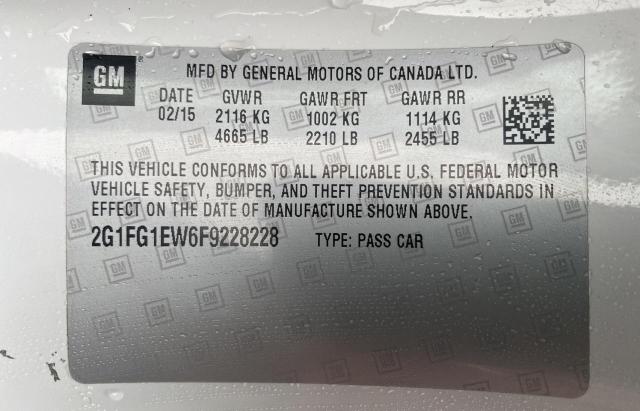 GM
MFD BY GENERAL MOTORS OF CANADA LTD.
DATE GVWR GAWR FRT GAWR RR
02/15 2116 KG 1002 KG 1114 KG
4665 LB 2210 LB 2455 LB
THIS VEHICLE CONFORMS TO ALL APPLICABLE U.S. FEDERAL MOTOR
VEHICLE SAFETY, BUMPER, AND THEFT PREVENTION STANDARDS IN
EFFECT ON THE DATE OF MANUFACTURE SHOWN ABOVE.
2G1FG1EW6F9228228 TYPE: PASS CAR